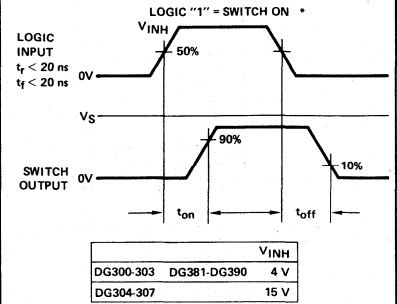 LOGIC "1" = SWITCH ON *
VINH
LOGIC
INPUT
tr < 20 ns
tf < 20 ns
50%
0V
VS
90%
SWITCH
OUTPUT
0V
10%
ton
toff
VINH
DG300-303 DG381-DG390 4 V
DG304-307 15 V